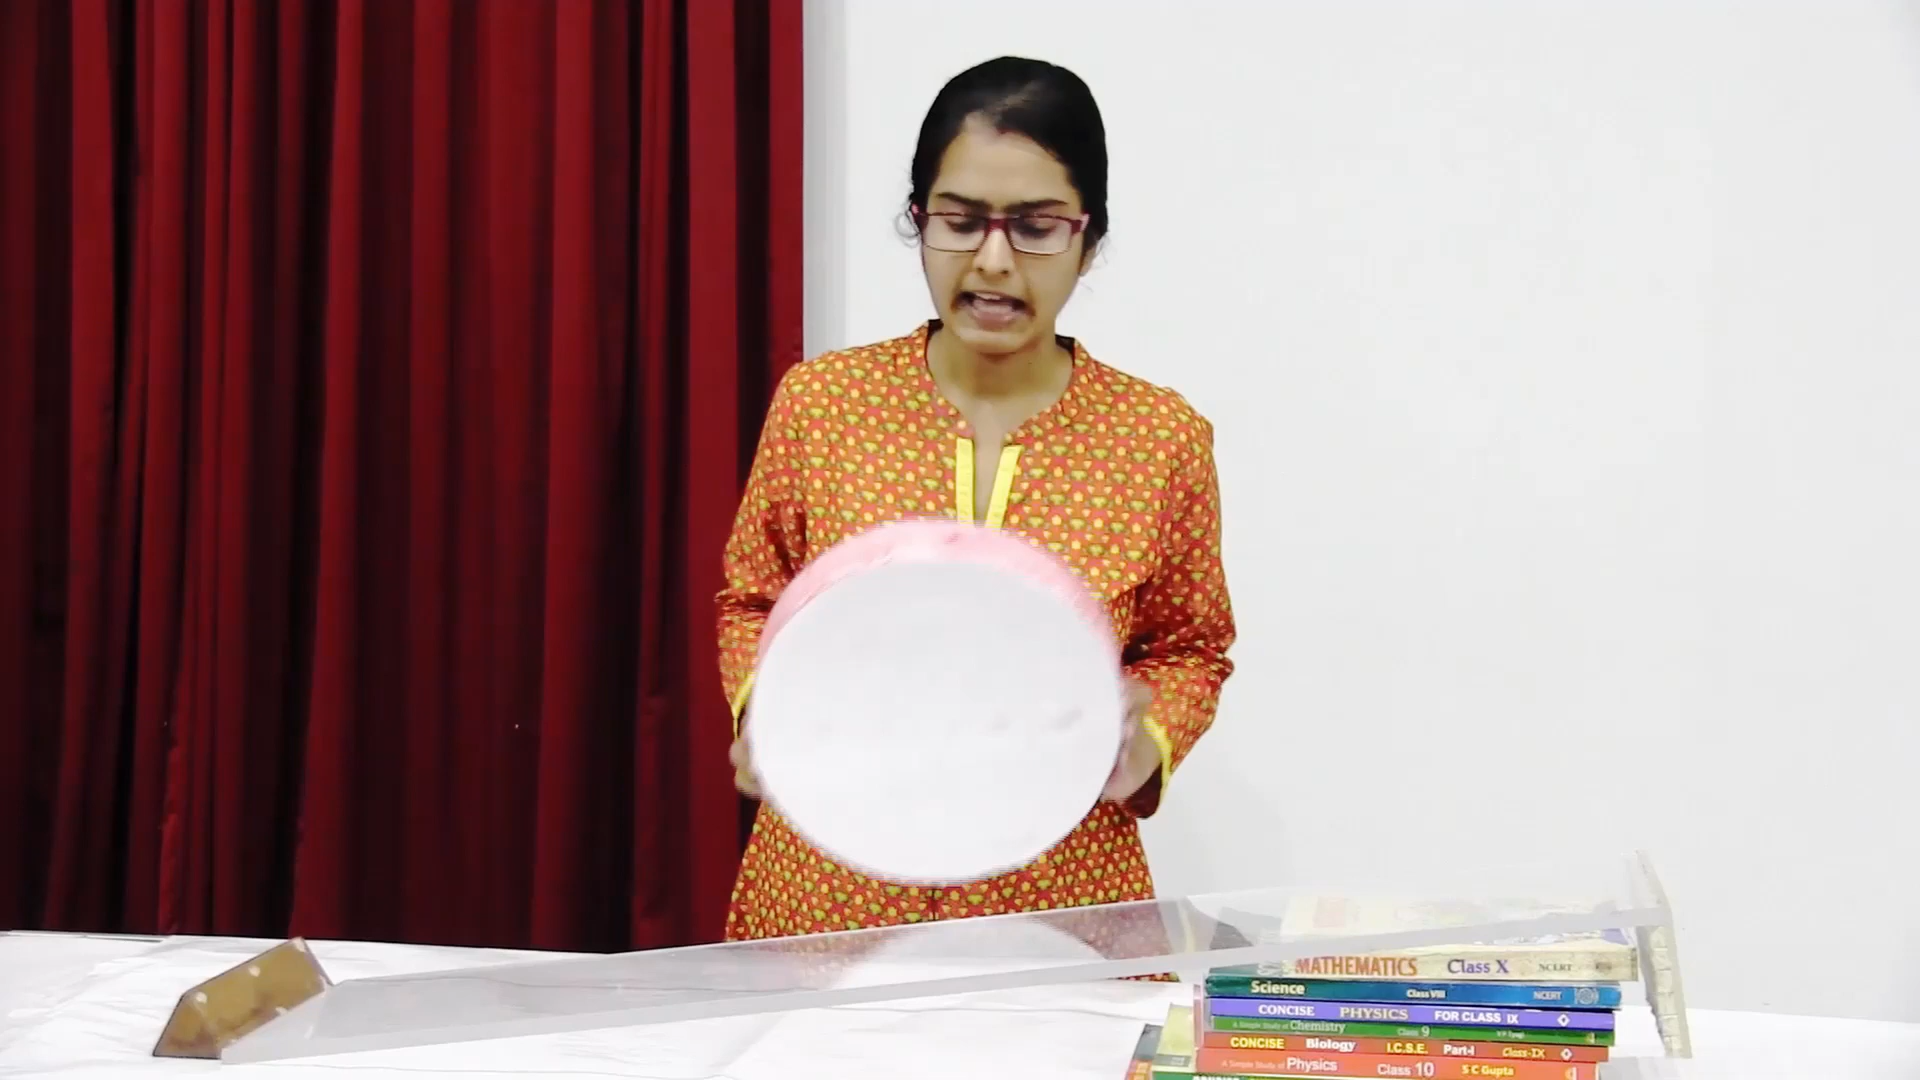 MATHEMATICS Class X NCERT
Science Class VIII NCERT
CONCISE PHYSICS FOR CLASS IX
A Simple Study of Chemistry Class 9
CONCISE Biology I.C.S.E. Part-I Class-IX
A Simple Study of Physics Class 10 S C Gupta